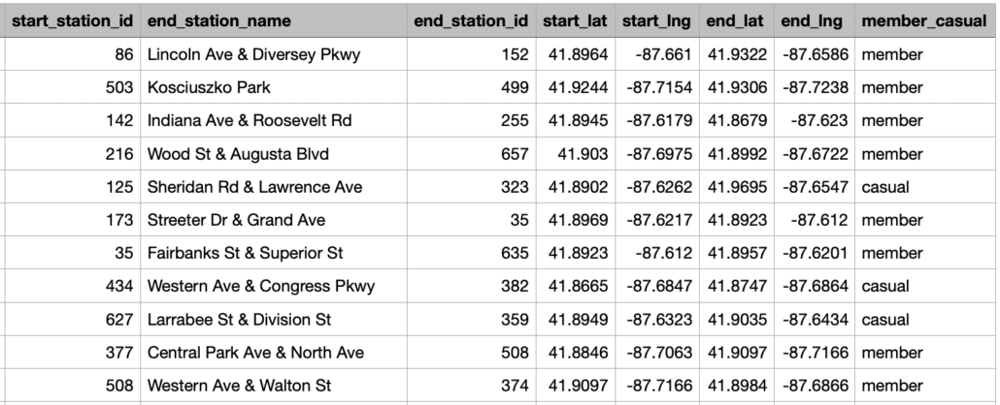 start_station_id end_station_name end_station_id start_lat start_lng end_lat end_lng member_casual
86 Lincoln Ave & Diversey Pkwy 152 41.8964 -87.661 41.9322 -87.6586 member
503 Kosciuszko Park 499 41.9244 -87.7154 41.9306 -87.7238 member
142 Indiana Ave & Roosevelt Rd 255 41.8945 -87.6179 41.8679 -87.623 member
216 Wood St & Augusta Blvd 657 41.903 -87.6975 41.8992 -87.6722 member
125 Sheridan Rd & Lawrence Ave 323 41.8902 -87.6262 41.9695 -87.6547 casual
173 Streeter Dr & Grand Ave 35 41.8969 -87.6217 41.8923 -87.612 member
35 Fairbanks St & Superior St 635 41.8923 -87.612 41.8957 -87.6201 member
434 Western Ave & Congress Pkwy 382 41.8665 -87.6847 41.8747 -87.6864 casual
627 Larrabee St & Division St 359 41.8949 -87.6323 41.9035 -87.6434 casual
377 Central Park Ave & North Ave 508 41.8846 -87.7063 41.9097 -87.7166 member
508 Western Ave & Walton St 374 41.9097 -87.7166 41.8984 -87.6866 member